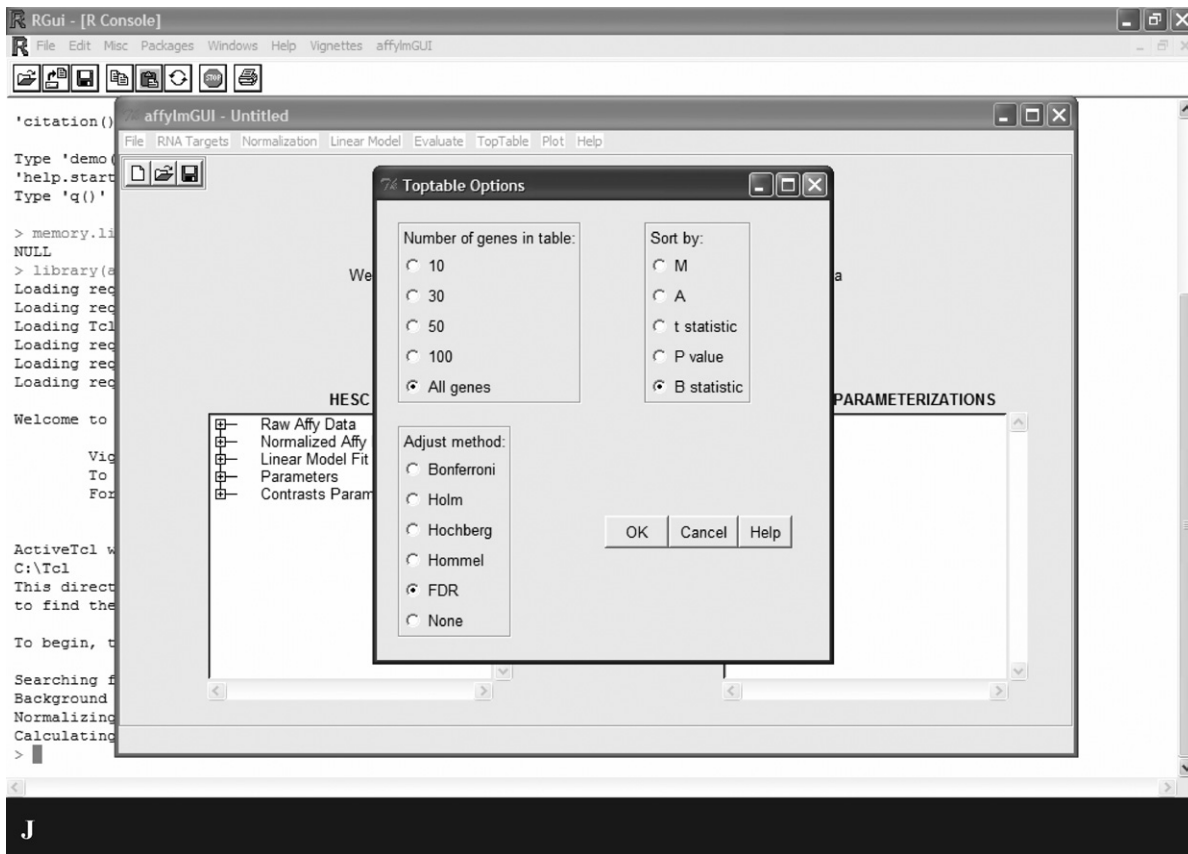 RGui - [R Console]
File Edit Misc Packages Windows Help Vignettes affylmGUI
STOP
'citation()
Type 'demo(
'help.start
Type 'q()'
> memory.li
NULL
> library(a
Loading req
Loading req
Loading Tcl
Loading req
Loading req
Loading req
Welcome to
Vig
To
For
ActiveTcl w
C:\Tcl
This direct
to find the
To begin, t
Searching f
Background
Normalizing
Calculating
>
affylmGUI - Untitled
File RNA Targets Normalization Linear Model Evaluate TopTable Plot Help
We
a
HESC
PARAMETERIZATIONS
Raw Affy Data
Normalized Affy
Linear Model Fit
Parameters
Contrasts Param
Toptable Options
Number of genes in table:
10
30
50
100
All genes
Sort by:
M
A
t statistic
P value
B statistic
Adjust method:
Bonferroni
Holm
Hochberg
Hommel
FDR
None
OK Cancel Help
J